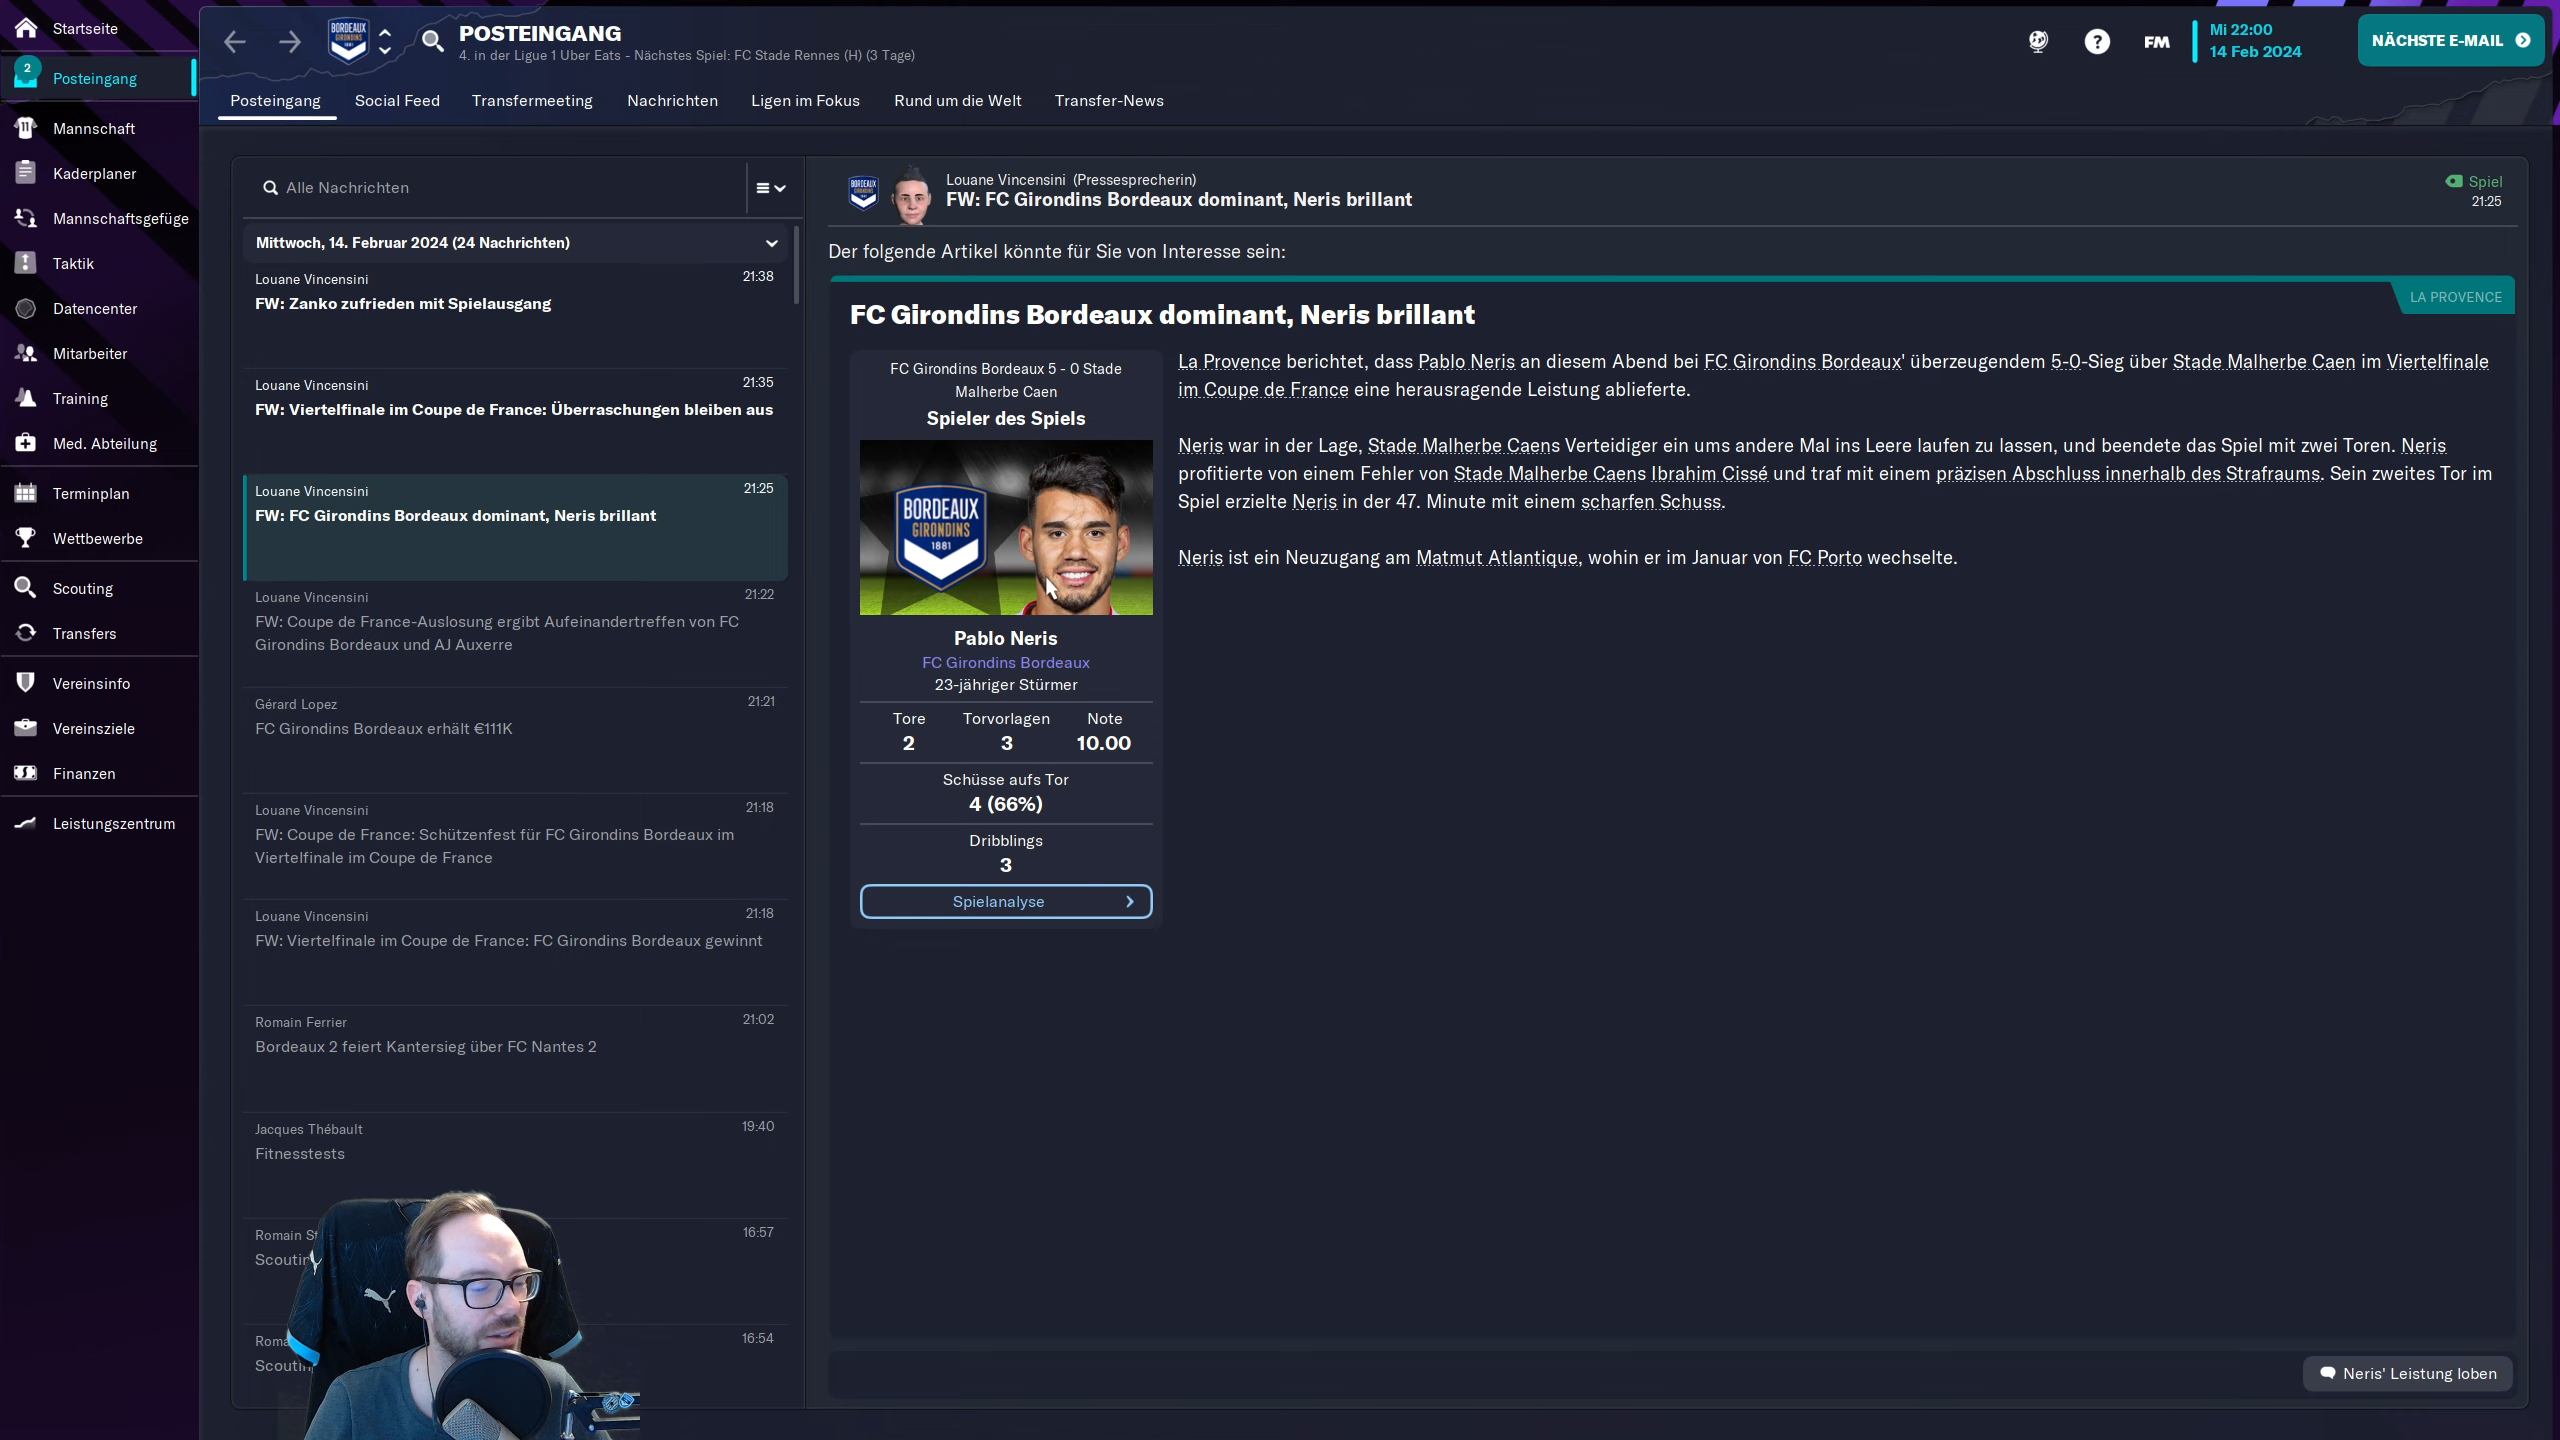 Startseite
2
Posteingang
Mannschaft
Kaderplaner
Mannschaftsgefüge
Taktik
Datencenter
Mitarbeiter
Training
Med. Abteilung
Terminplan
Wettbewerbe
Scouting
Transfers
Vereinsinfo
Vereinsziele
Finanzen
Leistungszentrum
BORDEAUX
GIRONDINS
POSTEINGANG
4. in der Ligue 1 Uber Eats - Nächstes Spiel: FC Stade Rennes (H) (3 Tage)
FM
Mi 22:00
14 Feb 2024
NÄCHSTE E-MAIL
Posteingang Social Feed Transfermeeting Nachrichten Ligen im Fokus Rund um die Welt Transfer-News
Alle Nachrichten
Mittwoch, 14. Februar 2024 (24 Nachrichten)
Louane Vincensini 21:38
FW: Zanko zufrieden mit Spielausgang
Louane Vincensini 21:35
FW: Viertelfinale im Coupe de France: Überraschungen bleiben aus
Louane Vincensini 21:25
FW: FC Girondins Bordeaux dominant, Neris brillant
Louane Vincensini 21:22
FW: Coupe de France-Auslosung ergibt Aufeinandertreffen von FC
Girondins Bordeaux und AJ Auxerre
Gérard Lopez 21:21
FC Girondins Bordeaux erhält €111K
Louane Vincensini 21:18
FW: Coupe de France: Schützenfest für FC Girondins Bordeaux im
Viertelfinale im Coupe de France
Louane Vincensini 21:18
FW: Viertelfinale im Coupe de France: FC Girondins Bordeaux gewinnt
Romain Ferrier 21:02
Bordeaux 2 feiert Kantersieg über FC Nantes 2
Jacques Thébault 19:40
Fitnesstests
Romain 16:57
16:54
BORDEAUX
Louane Vincensini (Pressesprecherin)
FW: FC Girondins Bordeaux dominant, Neris brillant
Spiel
21:25
Der folgende Artikel könnte für Sie von Interesse sein:
LA PROVENCE
FC Girondins Bordeaux dominant, Neris brillant
FC Girondins Bordeaux 5 - 0 Stade
Malherbe Caen
Spieler des Spiels
BORDEAUX
GIRONDINS
1881
Pablo Neris
FC Girondins Bordeaux
23-jähriger Stürmer
Tore Torvorlagen Note
2 3 10.00
Schüsse aufs Tor
4 (66%)
Dribblings
3
Spielanalyse
La Provence berichtet, dass Pablo Neris an diesem Abend bei FC Girondins Bordeaux' überzeugendem 5-0-Sieg über Stade Malherbe Caen im Viertelfinale
im Coupe de France eine herausragende Leistung ablieferte.
Neris war in der Lage, Stade Malherbe Caens Verteidiger ein ums andere Mal ins Leere laufen zu lassen, und beendete das Spiel mit zwei Toren. Neris
profitierte von einem Fehler von Stade Malherbe Caens Ibrahim Cissé und traf mit einem präzisen Abschluss innerhalb des Strafraums. Sein zweites Tor im
Spiel erzielte Neris in der 47. Minute mit einem scharfen Schuss.
Neris ist ein Neuzugang am Matmut Atlantique, wohin er im Januar von FC Porto wechselte.
Neris' Leistung loben